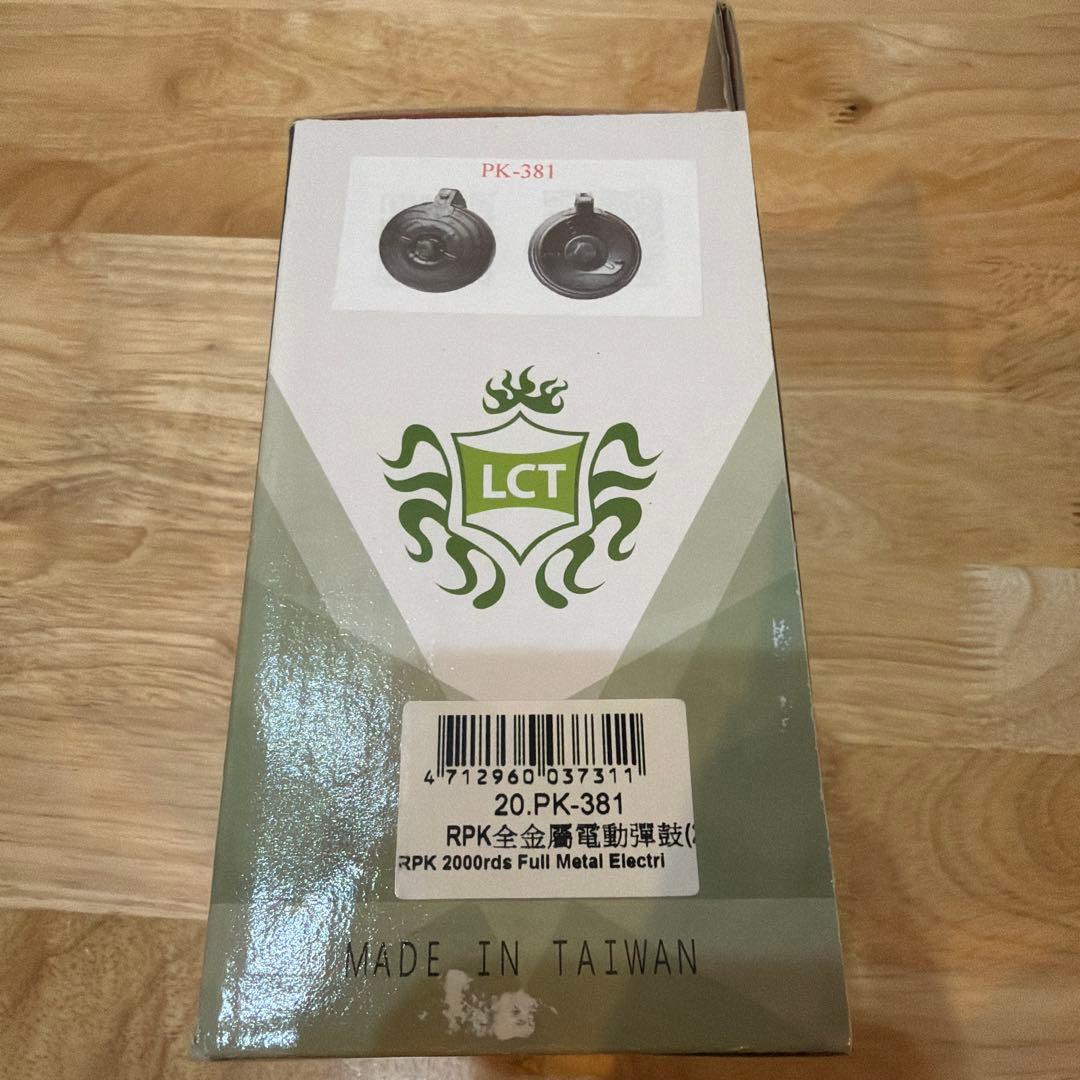 PK-381
LCT
4 712960 037311
20.PK-381
RPK全金屬電動彈鼓(2
RPK 2000rds Full Metal Electri
MADE IN TAIWAN